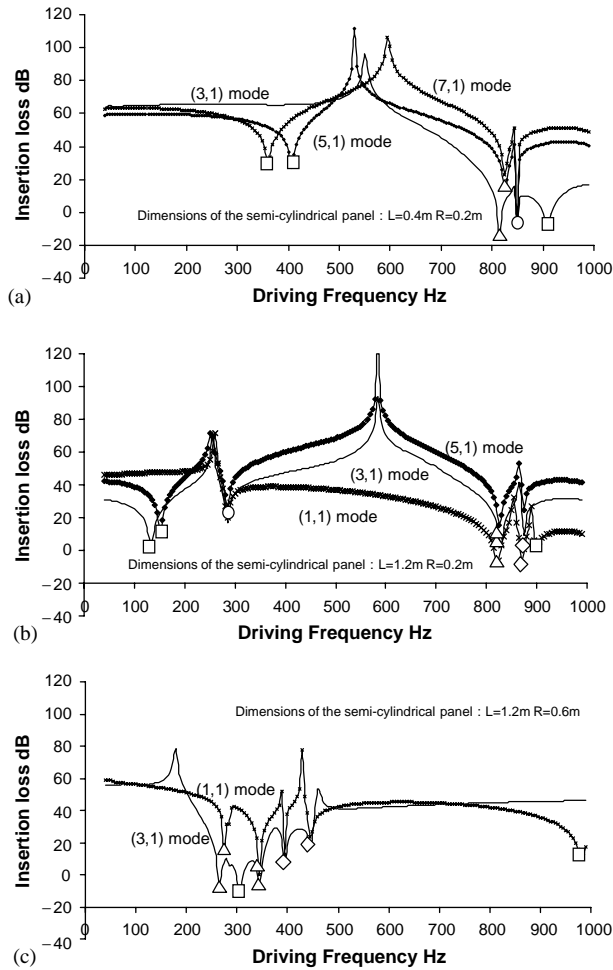 120
100
80
60
40
20
0
−20
−40
Insertion loss dB
(3,1) mode
(5,1) mode
(7,1) mode
Dimensions of the semi-cylindrical panel : L=0.4m R=0.2m
0 100 200 300 400 500 600 700 800 900 1000
(a)
Driving Frequency Hz
120
100
80
60
40
20
0
−20
−40
Insertion loss dB
(5,1) mode
(3,1) mode
(1,1) mode
Dimensions of the semi-cylindrical panel : L=1.2m R=0.2m
0 100 200 300 400 500 600 700 800 900 1000
(b)
Driving Frequency Hz
120
100
80
60
40
20
0
−20
40
Insertion loss dB
Dimensions of the semi-cylindrical panel : L=1.2m R=0.6m
(1,1) mode
(3,1) mode
0 100 200 300 400 500 600 700 800 900 1000
(c)
Driving Frequency Hz